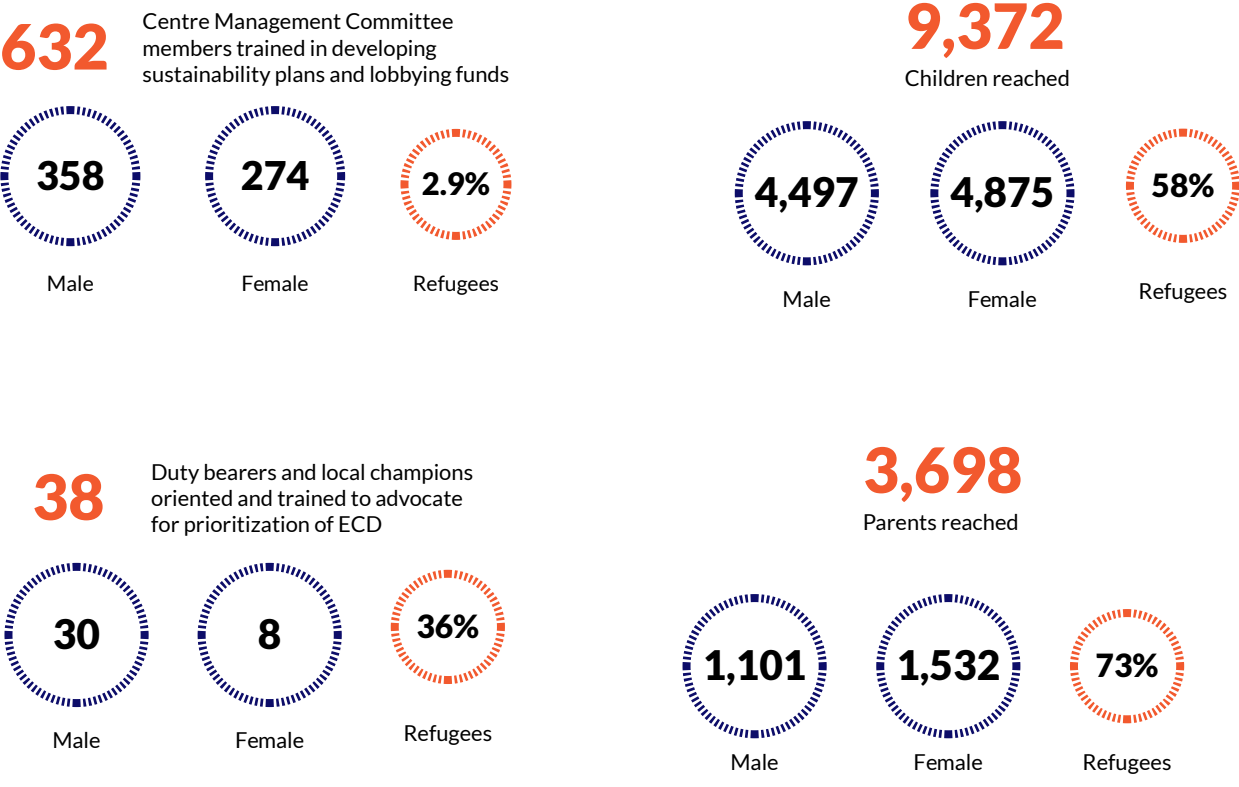 632
Centre Management Committee
members trained in developing
sustainability plans and lobbying funds
358
274
2.9%
Male
Female
Refugees
9,372
Children reached
4,497
4,875
58%
Male
Female
Refugees
38
Duty bearers and local champions
oriented and trained to advocate
for prioritization of ECD
30
8
36%
Male
Female
Refugees
3,698
Parents reached
1,101
1,532
73%
Male
Female
Refugees